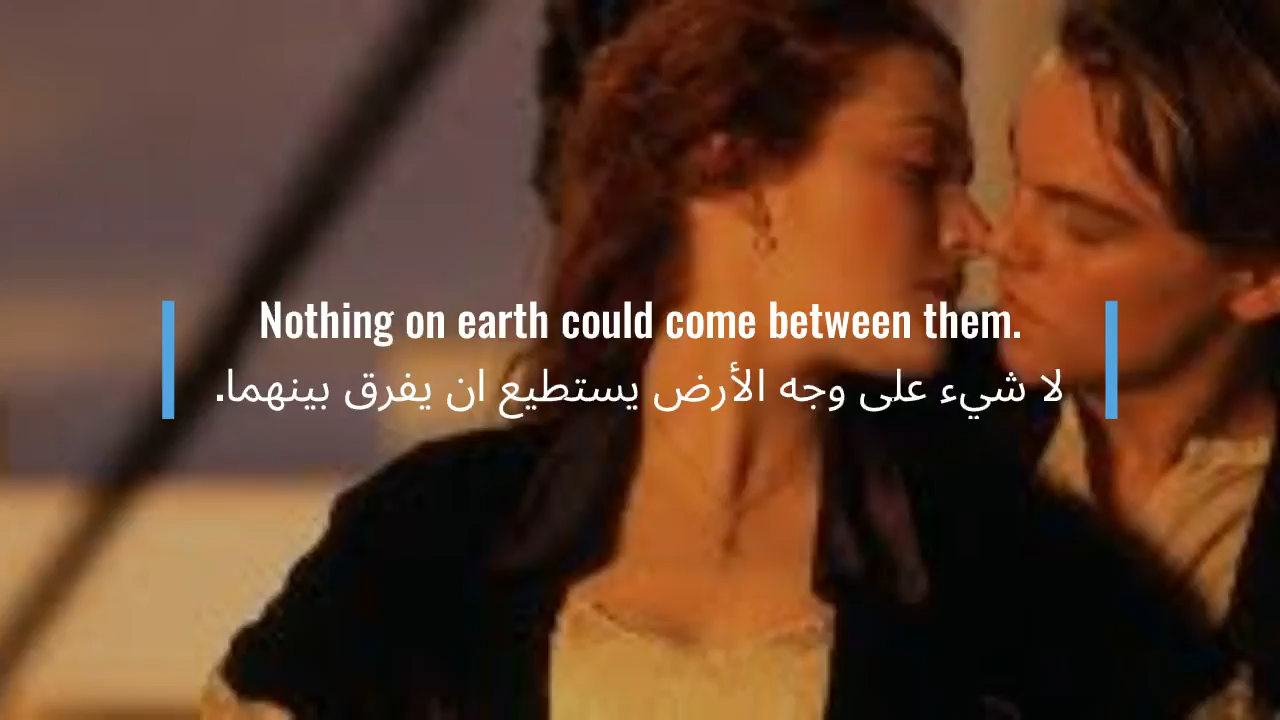 Nothing on earth could come between them.
لا شيء على وجه الأرض يستطيع ان يفرق بينهما.